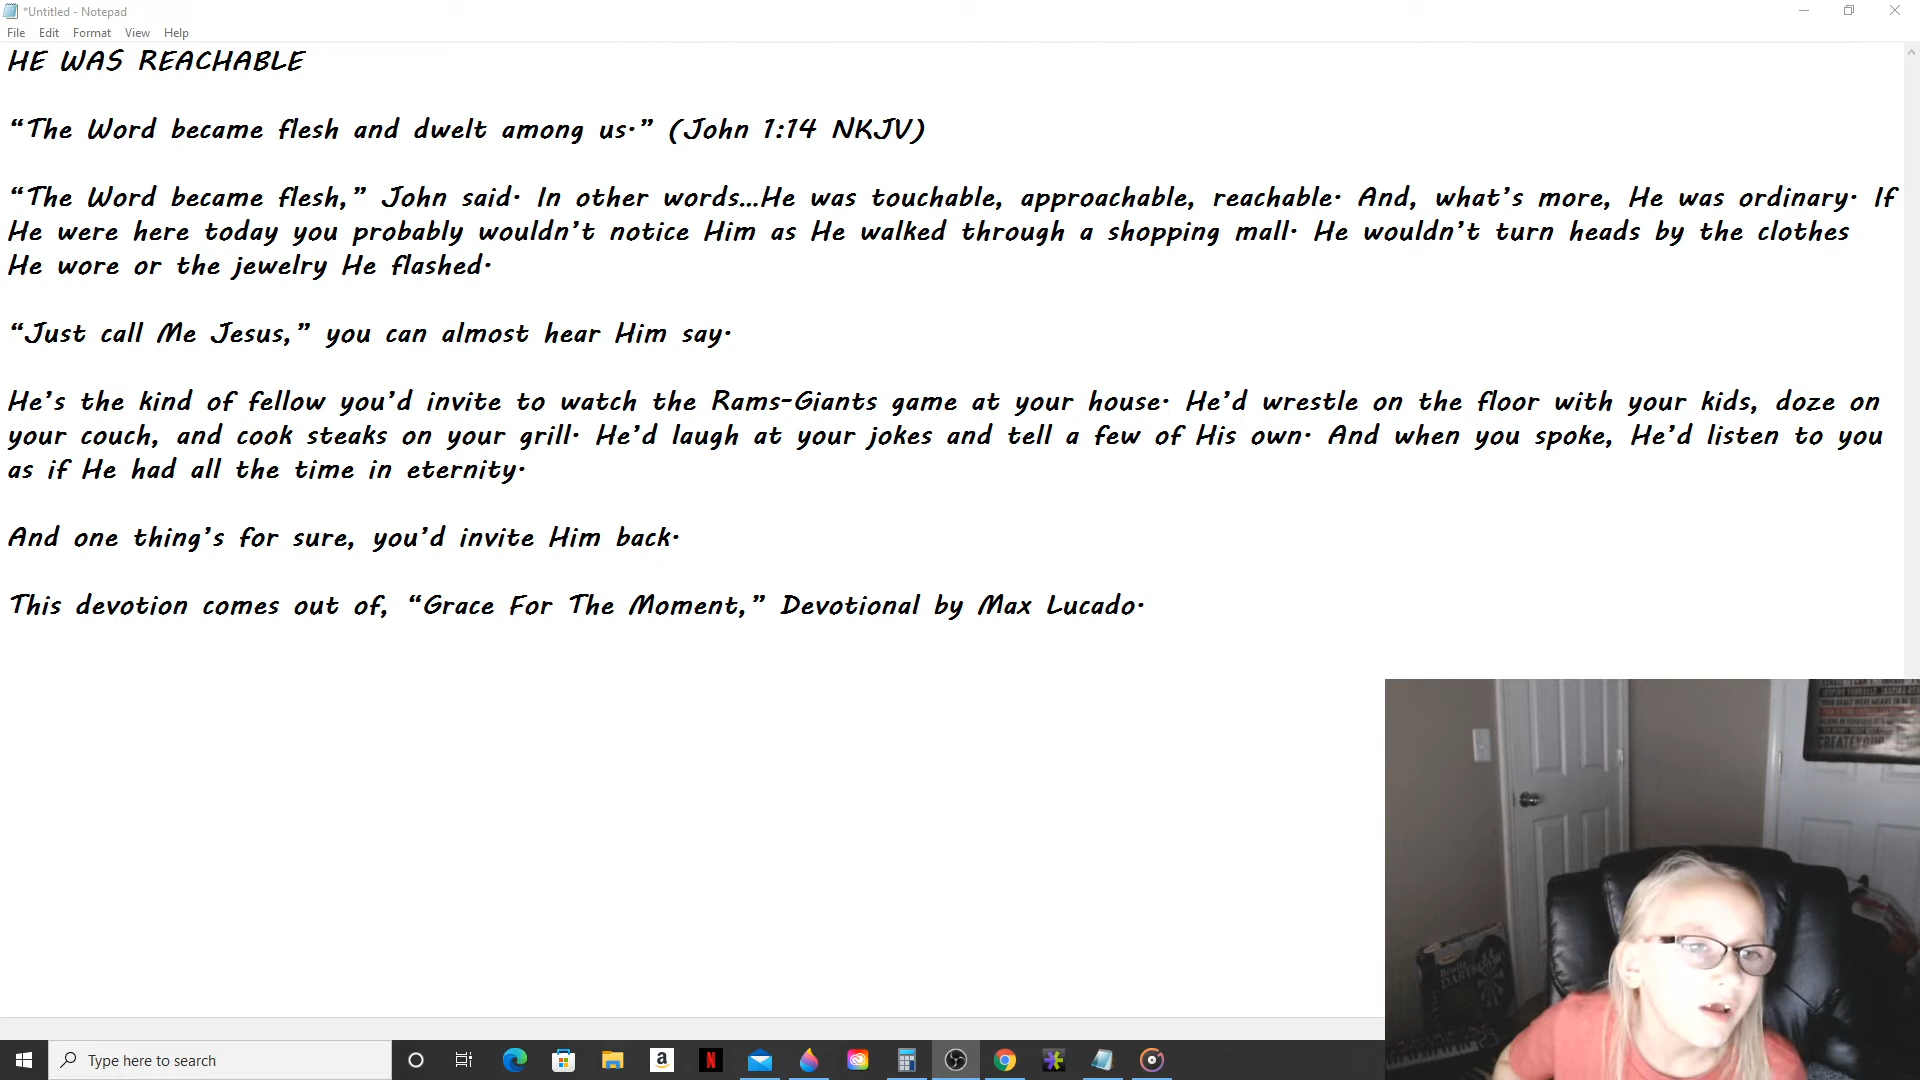 *Untitled - Notepad
File Edit Format View Help
HE WAS REACHABLE
“The Word became flesh and dwelt among us.” (John 1:14 NKJV)
“The Word became flesh,” John said. In other words...He was touchable, approachable, reachable. And, what’s more, He was ordinary. If
He were here today you probably wouldn’t notice Him as He walked through a shopping mall. He wouldn’t turn heads by the clothes
He wore or the jewelry He flashed.
“Just call Me Jesus,” you can almost hear Him say.
He’s the kind of fellow you’d invite to watch the Rams-Giants game at your house. He’d wrestle on the floor with your kids, doze on
your couch, and cook steaks on your grill. He’d laugh at your jokes and tell a few of His own. And when you spoke, He’d listen to you
as if He had all the time in eternity.
And one thing’s for sure, you’d invite Him back.
This devotion comes out of, “Grace For The Moment,” Devotional by Max Lucado.
CREATE YOUR
Bristle
DARTBOARD
Type here to search
a
N